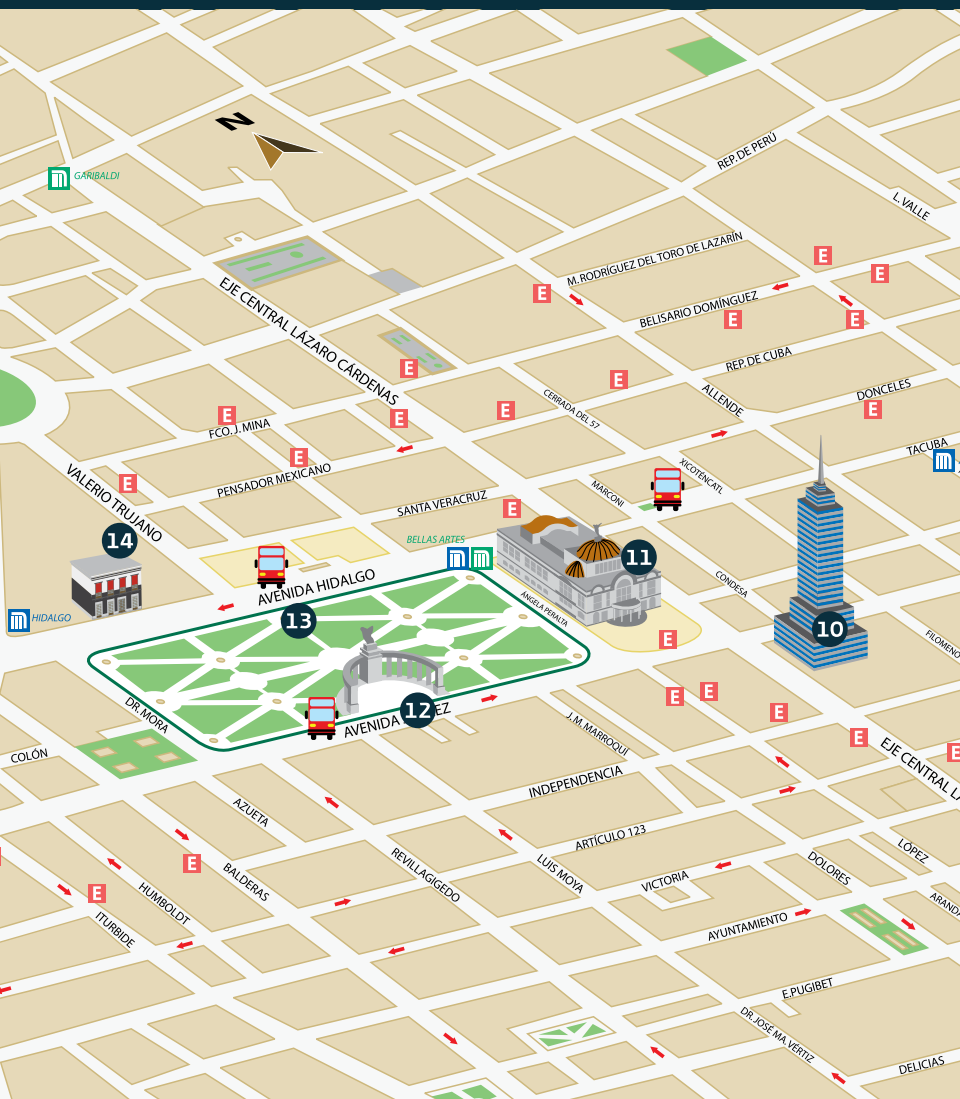 N
REP. DE PERÚ
GARIBALDI
L. VALLE
M. RODRÍGUEZ DEL TORO DE LAZARÍN
E
E
E
BELISARIO DOMÍNGUEZ
E
E
EJE CENTRAL LÁZARO CÁRDENAS
REP. DE CUBA
E
E
DONCELES
ALLENDE
CERRADA DEL 57
E
E
E
E
FCO. J. MINA
TACUBA
E
PENSADOR MEXICANO
XICOTÉNCATL
E
VALERIO TRUJANO
MARCONI
SANTA VERACRUZ
E
14
BELLAS ARTES
11
AVENIDA HIDALGO
CONDESA
ANGELA PERALTA
HIDALGO
13
10
E
FILOMENO
E
E
12
E
AVENIDA EZ
DR. MORA
J.M. MARROQUI
E
E
COLÓN
EJE CENTRAL LÁ
INDEPENDENCIA
AZUETA
ARTÍCULO 123
LÓPEZ
E
REVILLAGIGEDO
LUIS MOYA
DOLORES
BALDERAS
VICTORIA
E
HUMBOLDT
ARANDA
ITURBIDE
AYUNTAMIENTO
E. PUGIBET
DR. JOSÉ MA. VÉRTIZ
DELICIAS